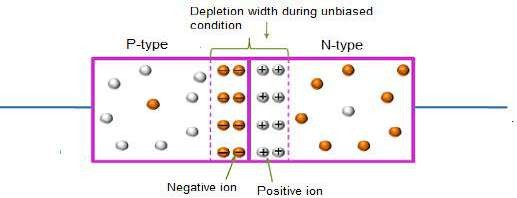 Depletion width during unbiased
condition
P-type
N-type
Negative ion
Positive ion